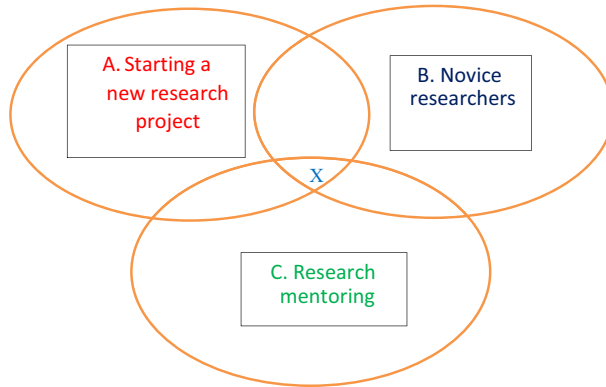 A. Starting a
new research
project
B. Novice
researchers
X
C. Research
mentoring